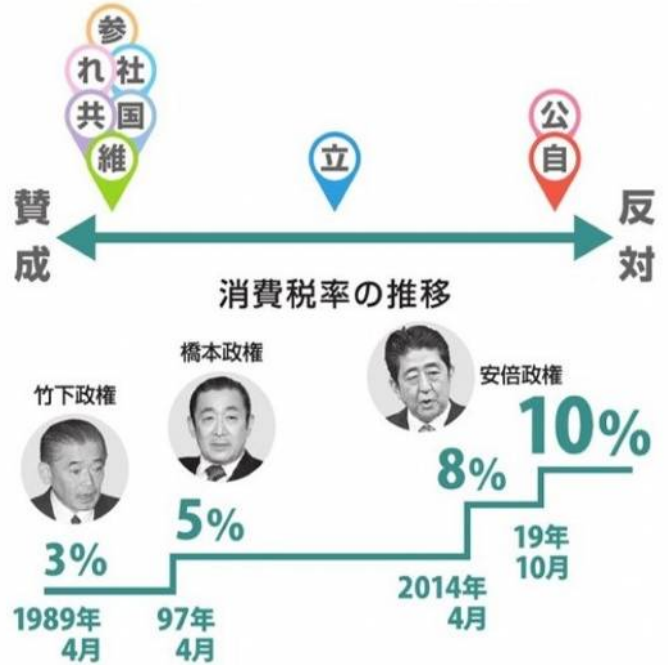 参
れ 社
共 国
維
立
公
自
賛成
反対
消費税率の推移
竹下政権
橋本政権
安倍政権
3%
5%
8%
10%
1989年
4月
97年
4月
2014年
4月
19年
10月